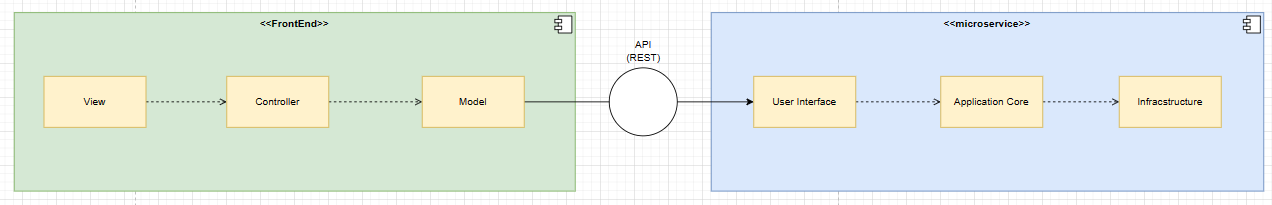 <<FrontEnd>>
View
Controller
Model
API
(REST)
<<microservice>>
User Interface
Application Core
Infracstructure